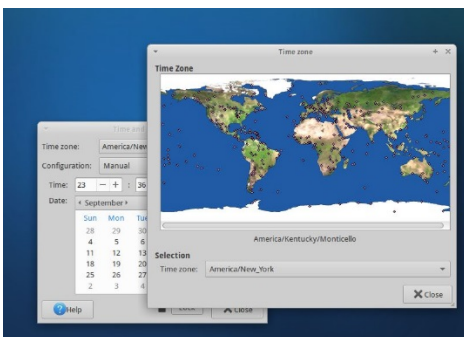 Time zone
Time Zone
America/Kentucky/Monticello
Selection
Time zone: America/New_York
Close
Time zone: America/New
Configuration: Manual
Time: 23 - + : 36
Date: September
Sun Mon Tue
28 29 30
4 5 6
11 12 13
18 19 20
25 26 27
2 3 4
Help
Close